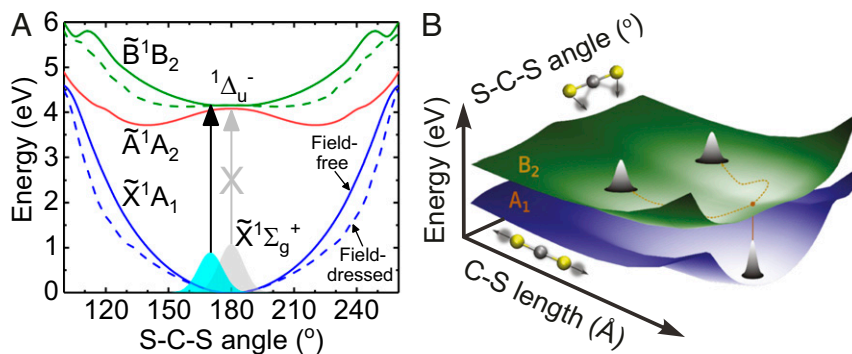 A
6
5
4
3
2
1
0
Energy (eV)
B̃¹B₂
¹Δᵤ⁻
Ã¹A₂
X̃¹A₁
X
Field-
free
X̃¹Σg⁺
Field-
dressed
120 150 180 210 240
S-C-S angle (°)
B
S-C-S angle (°)
Energy (eV)
B₂
A₁
C-S length (Å)